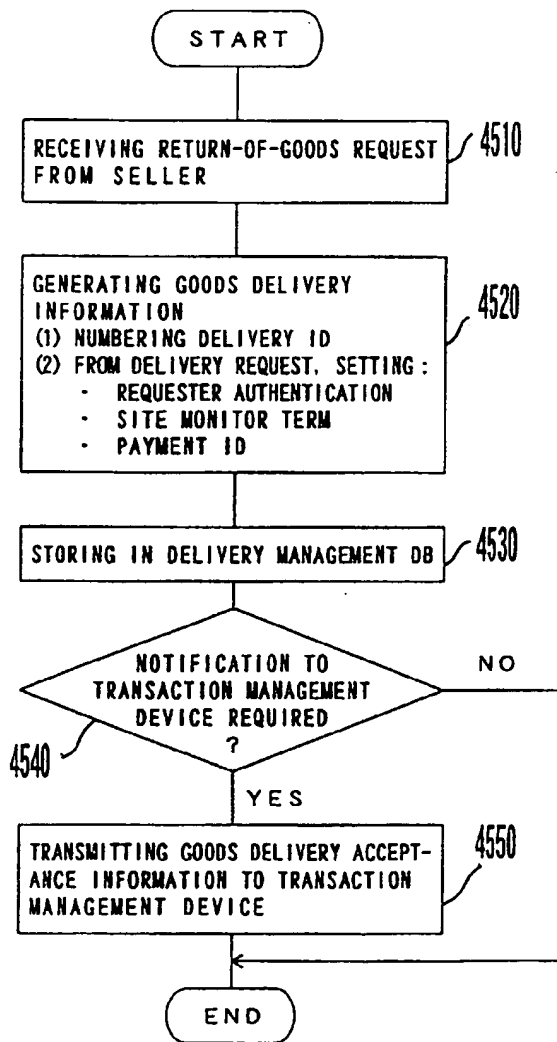 START
RECEIVING RETURN-OF-GOODS REQUEST
FROM SELLER
4510
GENERATING GOODS DELIVERY
INFORMATION
(1) NUMBERING DELIVERY ID
(2) FROM DELIVERY REQUEST, SETTING :
- REQUESTER AUTHENTICATION
- SITE MONITOR TERM
- PAYMENT ID
4520
STORING IN DELIVERY MANAGEMENT DB
4530
NOTIFICATION TO
TRANSACTION MANAGEMENT
DEVICE REQUIRED
?
4540
NO
YES
TRANSMITTING GOODS DELIVERY ACCEPT-
ANCE INFORMATION TO TRANSACTION
MANAGEMENT DEVICE
4550
END